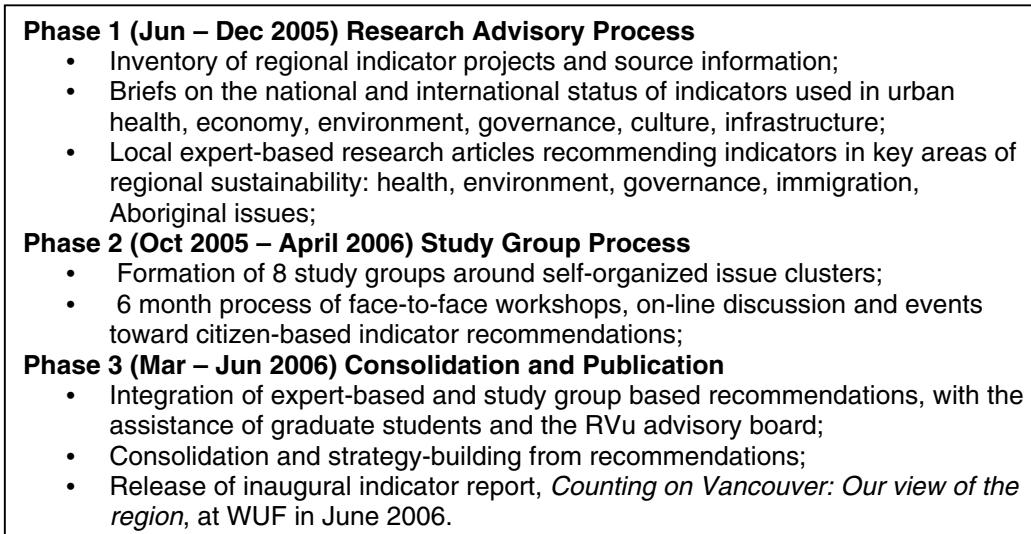 Phase 1 (Jun – Dec 2005) Research Advisory Process
• Inventory of regional indicator projects and source information;
• Briefs on the national and international status of indicators used in urban
health, economy, environment, governance, culture, infrastructure;
• Local expert-based research articles recommending indicators in key areas of
regional sustainability: health, environment, governance, immigration,
Aboriginal issues;
Phase 2 (Oct 2005 – April 2006) Study Group Process
• Formation of 8 study groups around self-organized issue clusters;
• 6 month process of face-to-face workshops, on-line discussion and events
toward citizen-based indicator recommendations;
Phase 3 (Mar – Jun 2006) Consolidation and Publication
• Integration of expert-based and study group based recommendations, with the
assistance of graduate students and the RVu advisory board;
• Consolidation and strategy-building from recommendations;
• Release of inaugural indicator report, Counting on Vancouver: Our view of the
region, at WUF in June 2006.